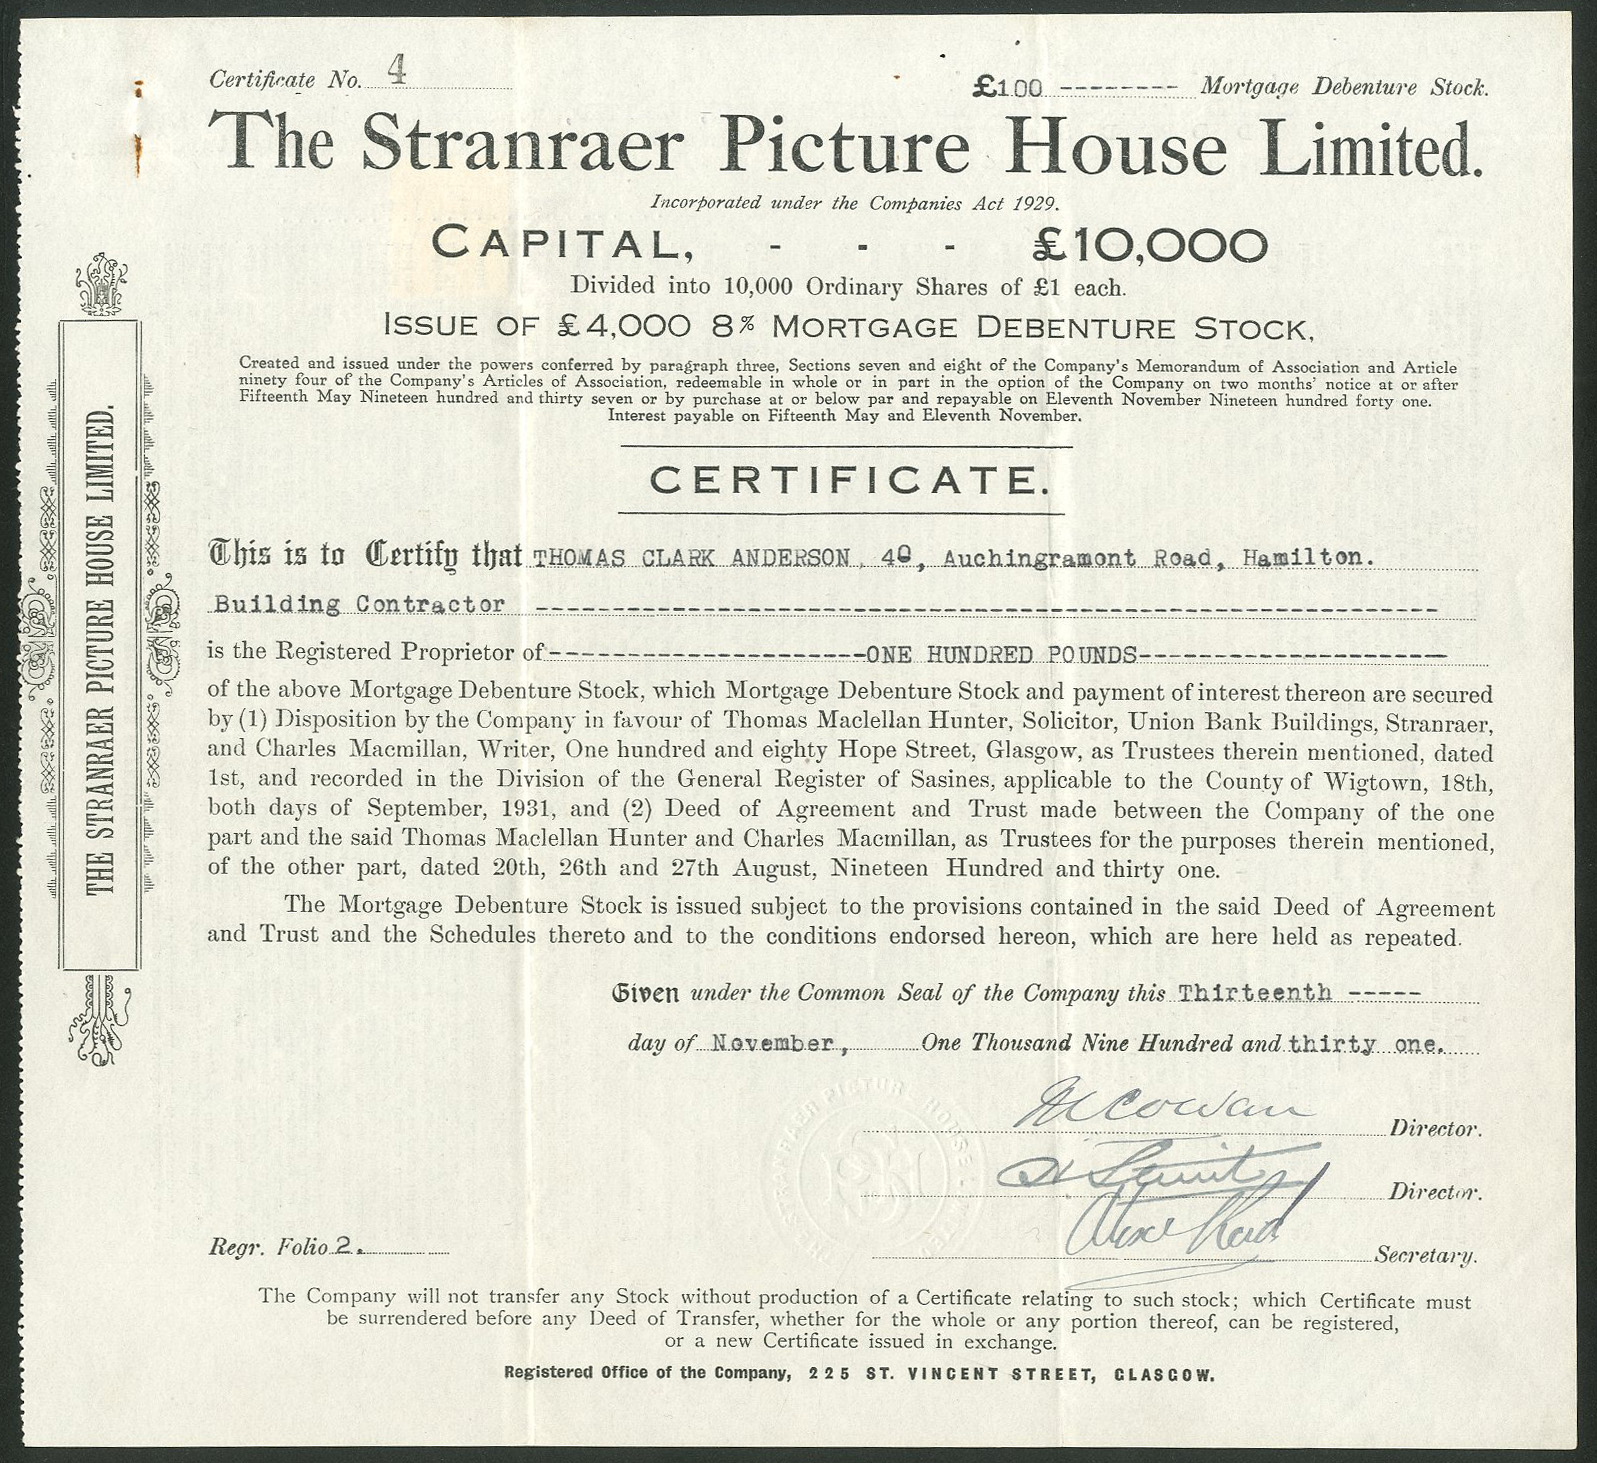 Certificate No. 4
£100 -------- Mortgage Debenture Stock.
The Stranraer Picture House Limited.
Incorporated under the Companies Act 1929.
CAPITAL, - - - £10,000
Divided into 10,000 Ordinary Shares of £1 each.
ISSUE OF £4,000 8% MORTGAGE DEBENTURE STOCK,
Created and issued under the powers conferred by paragraph three, Sections seven and eight of the Company's Memorandum of Association and Article
ninety four of the Company's Articles of Association, redeemable in whole or in part in the option of the Company on two months' notice at or after
Fifteenth May Nineteen hundred and thirty seven or by purchase at or below par and repayable on Eleventh November Nineteen hundred forty one.
Interest payable on Fifteenth May and Eleventh November.
THE STRANRAER PICTURE HOUSE LIMITED.
CERTIFICATE.
This is to Certify that THOMAS CLARK ANDERSON, 40, Auchingramont Road, Hamilton.
Building Contractor
is the Registered Proprietor of --------ONE HUNDRED POUNDS--------
of the above Mortgage Debenture Stock, which Mortgage Debenture Stock and payment of interest thereon are secured
by (1) Disposition by the Company in favour of Thomas Maclellan Hunter, Solicitor, Union Bank Buildings, Stranraer,
and Charles Macmillan, Writer, One hundred and eighty Hope Street, Glasgow, as Trustees therein mentioned, dated
1st, and recorded in the Division of the General Register of Sasines, applicable to the County of Wigtown, 18th,
both days of September, 1931, and (2) Deed of Agreement and Trust made between the Company of the one
part and the said Thomas Maclellan Hunter and Charles Macmillan, as Trustees for the purposes therein mentioned,
of the other part, dated 20th, 26th and 27th August, Nineteen Hundred and thirty one.
The Mortgage Debenture Stock is issued subject to the provisions contained in the said Deed of Agreement
and Trust and the Schedules thereto and to the conditions endorsed hereon, which are here held as repeated.
Given under the Common Seal of the Company this Thirteenth -----
day of November, One Thousand Nine Hundred and thirty one.
Cowan Director.
Director.
Regr. Folio 2.
Secretary.
The Company will not transfer any Stock without production of a Certificate relating to such stock; which Certificate must
be surrendered before any Deed of Transfer, whether for the whole or any portion thereof, can be registered,
or a new Certificate issued in exchange.
Registered Office of the Company, 225 ST. VINCENT STREET, GLASGOW.